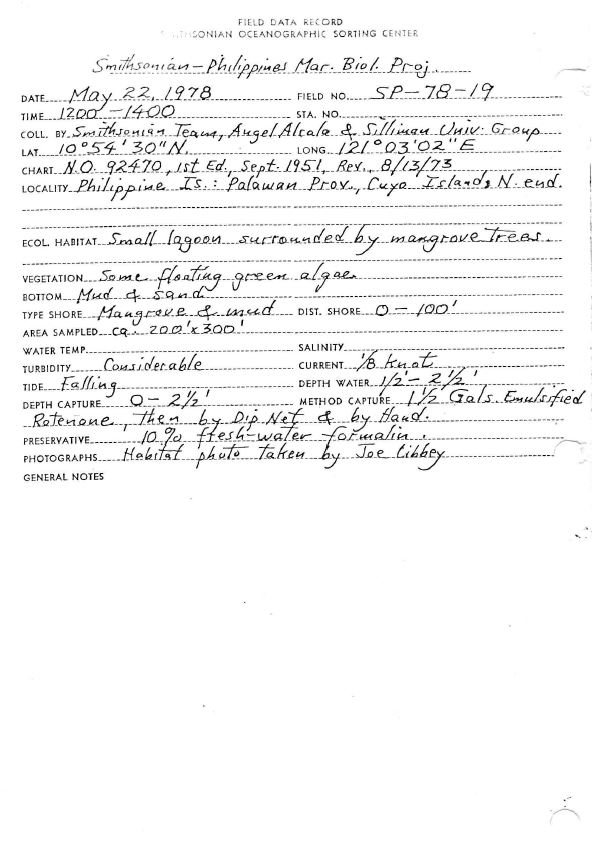 FIELD DATA RECORD
SMITHSONIAN OCEANOGRAPHIC SORTING CENTER
Smithsonian-Philippines Mar. Biol. Proj.
DATE May 22, 1978 FIELD NO. SP-78-19
TIME 1200-1400 STA. NO.
COLL. BY Smithsonian Team, Angel Alcala & Silliman Univ. Group
LAT. 10°54'30"N. LONG. 121°03'02"E
CHART N.O. 92470, 1st Ed., Sept. 1951, Rev., 8/13/73
LOCALITY Philippine Is.: Palawan Prov., Cuyo Islands, N. end.
ECOL. HABITAT Small lagoon surrounded by mangrove trees.
VEGETATION Some floating green algae
BOTTOM Mud & sand
TYPE SHORE Mangrove & mud DIST. SHORE 0-100'
AREA SAMPLED ca. 200'x300'
WATER TEMP. SALINITY
TURBIDITY Considerable CURRENT 1/8 Knot
TIDE Falling DEPTH WATER 1/2'-2 1/2'
DEPTH CAPTURE 0-2 1/2' METHOD CAPTURE 1 1/2 Gals. Emulsified
Rotenone, then by Dip Net & by Hand.
PRESERVATIVE 10% fresh-water formalin.
PHOTOGRAPHS Habitat photo taken by Joe Libbey
GENERAL NOTES